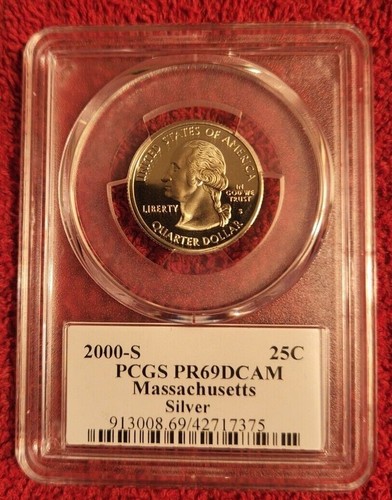 UNITED STATES OF AMERICA
LIBERTY
IN
GOD WE
TRUST
S
QUARTER DOLLAR
2000-S 25C
PCGS PR69DCAM
Massachusetts
Silver
913008.69/42717375